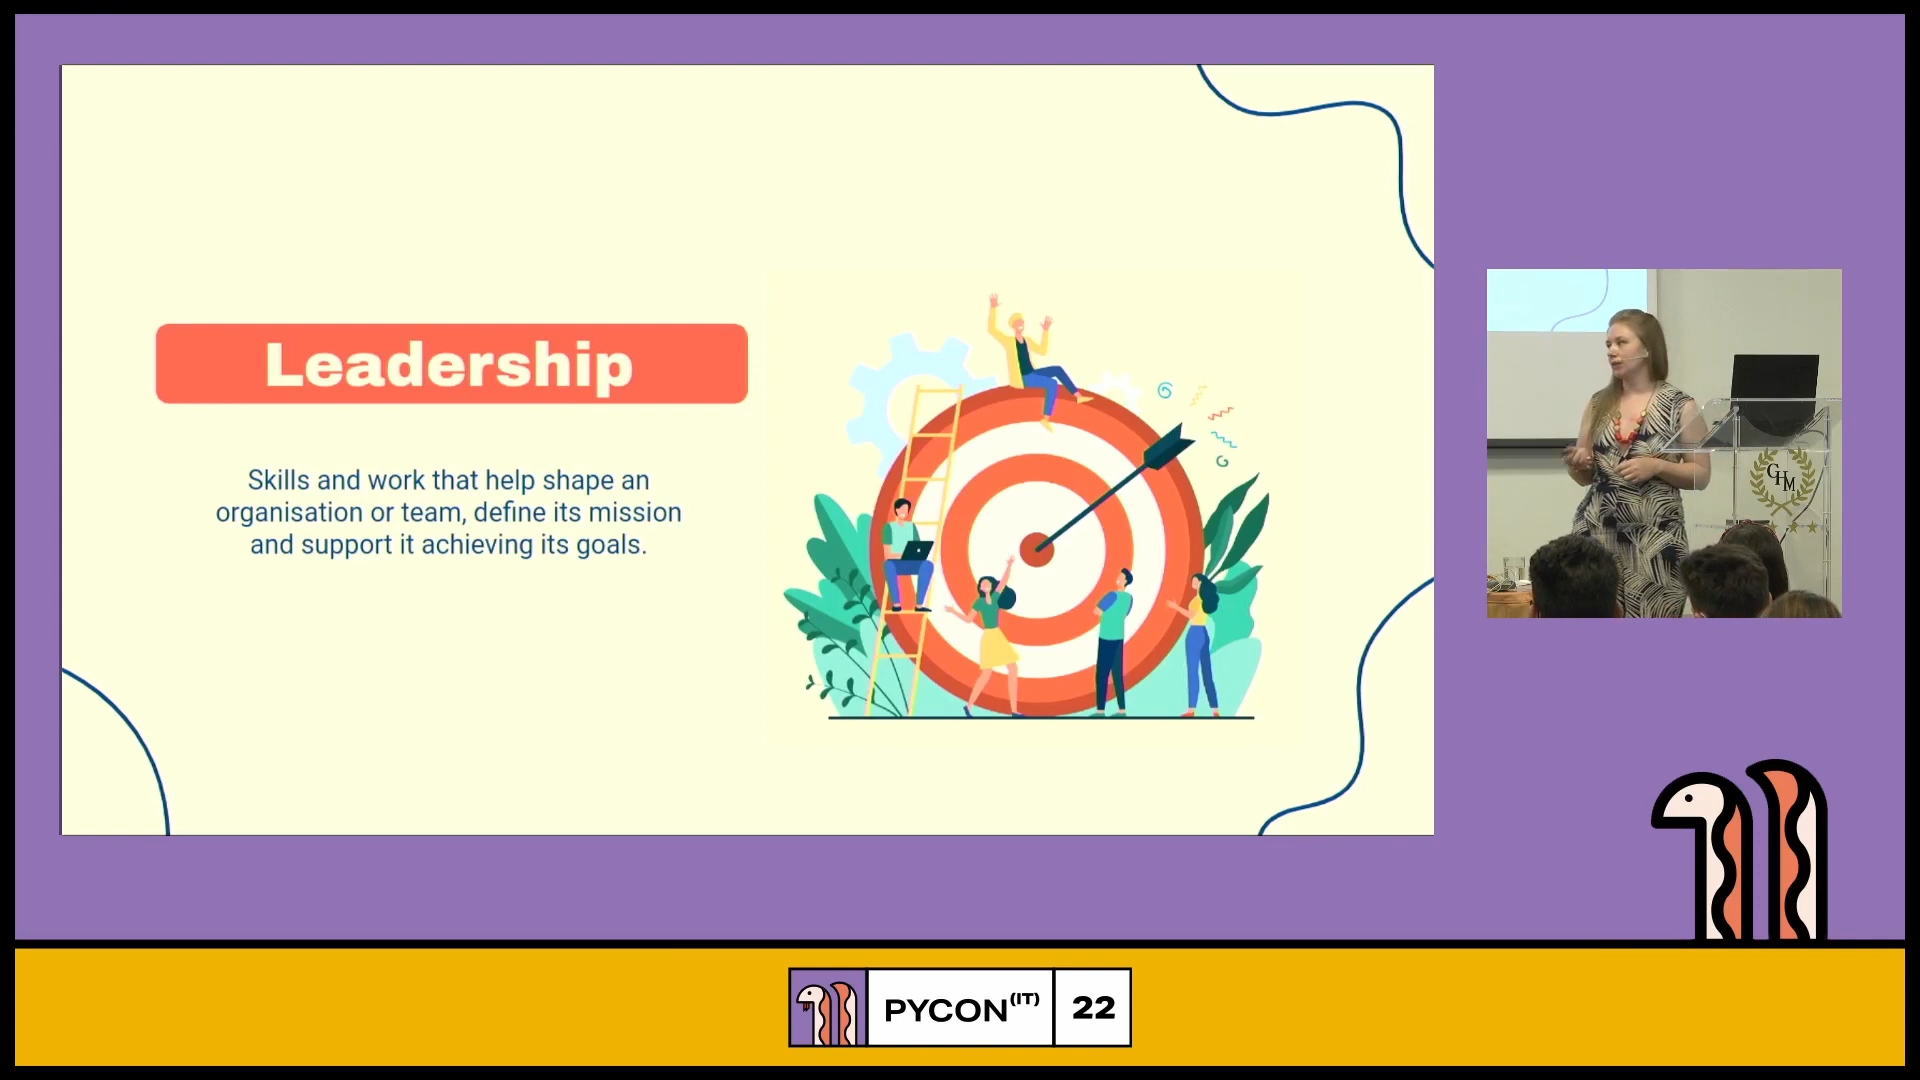 Leadership
Skills and work that help shape an
organisation or team, define its mission
and support it achieving its goals.
GHM
PYCON(IT) 22